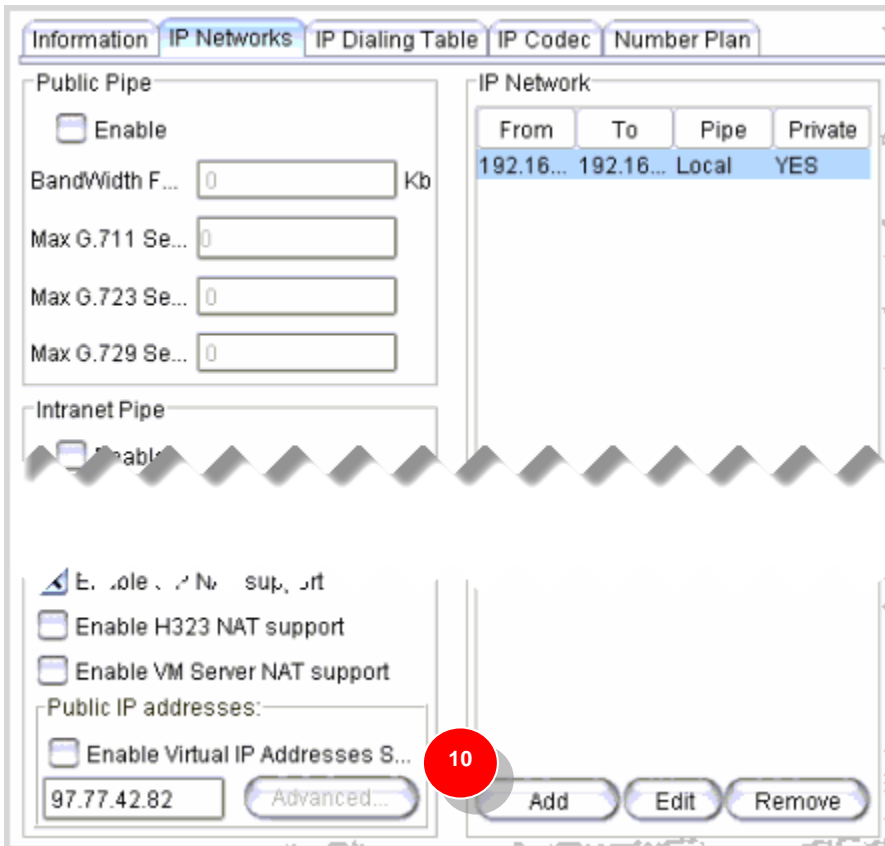 Information IP Networks IP Dialing Table IP Codec Number Plan
Public Pipe
Enable
BandWidth F... 0 Kb
Max G.711 Se... 0
Max G.723 Se... 0
Max G.729 Se... 0
Intranet Pipe
IP Network
From To Pipe Private
192.16... 192.16... Local YES
Enable H323 NAT support
Enable VM Server NAT support
Public IP addresses:
Enable Virtual IP Addresses S...
97.77.42.82 Advanced...
10
Add Edit Remove